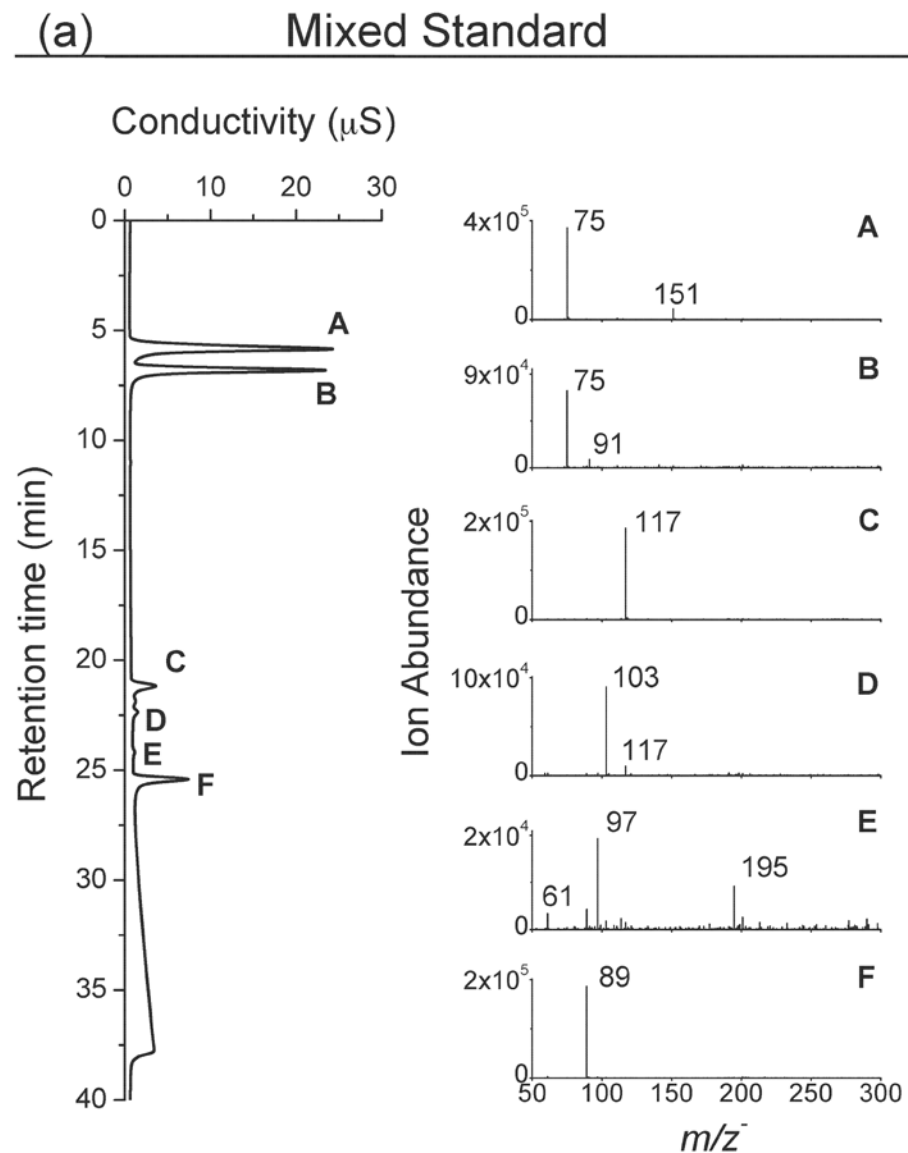 (a) Mixed Standard
Conductivity (μS)
0 10 20 30
0
5
10
15
20
25
30
35
40
Retention time (min)
A
B
C
D
E
F
Ion Abundance
4x10⁵
0
75
151
A
9x10⁴
0
75
91
B
2x10⁵
0
117
C
10x10⁴
0
103
117
D
2x10⁴
0
61
97
195
E
2x10⁵
0
89
F
50 100 150 200 250 300
m/z⁻